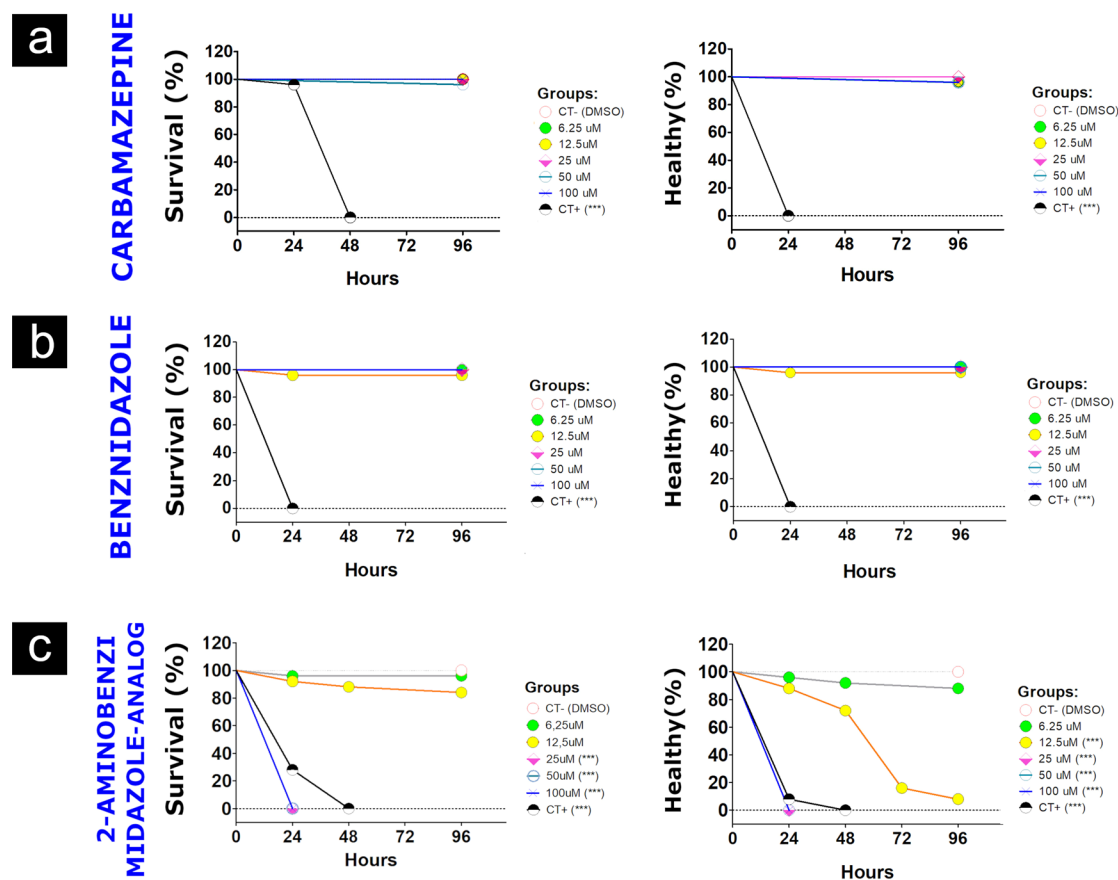 a
CARBAMAZEPINE
Survival (%)
120
100
80
60
40
20
0
0 24 48 72 96
Hours
Groups:
CT- (DMSO)
6.25 uM
12.5uM
25 uM
50 uM
100 uM
CT+ (***)
Healthy(%)
120
100
80
60
40
20
0
0 24 48 72 96
Hours
Groups:
CT- (DMSO)
6.25 uM
12.5uM
25 uM
50 uM
100 uM
CT+ (***)
b
BENZNIDAZOLE
Survival (%)
120
100
80
60
40
20
0
0 24 48 72 96
Hours
Groups:
CT- (DMSO)
6.25 uM
12.5uM
25 uM
50 uM
100 uM
CT+ (***)
Healthy(%)
120
100
80
60
40
20
0
0 24 48 72 96
Hours
Groups:
CT- (DMSO)
6.25 uM
12.5uM
25 uM
50 uM
100 uM
CT+ (***)
c
2-AMINOBENZI
MIDAZOLE-ANALOG
Survival (%)
120
100
80
60
40
20
0
0 24 48 72 96
Hours
Groups
CT- (DMSO)
6,25uM
12,5uM
25uM (***)
50uM (***)
100uM (***)
CT+ (***)
Healthy(%)
120
100
80
60
40
20
0
0 24 48 72 96
Hours
Groups:
CT- (DMSO)
6.25 uM
12.5uM (***)
25 uM (***)
50 uM (***)
100 uM (***)
CT+ (***)